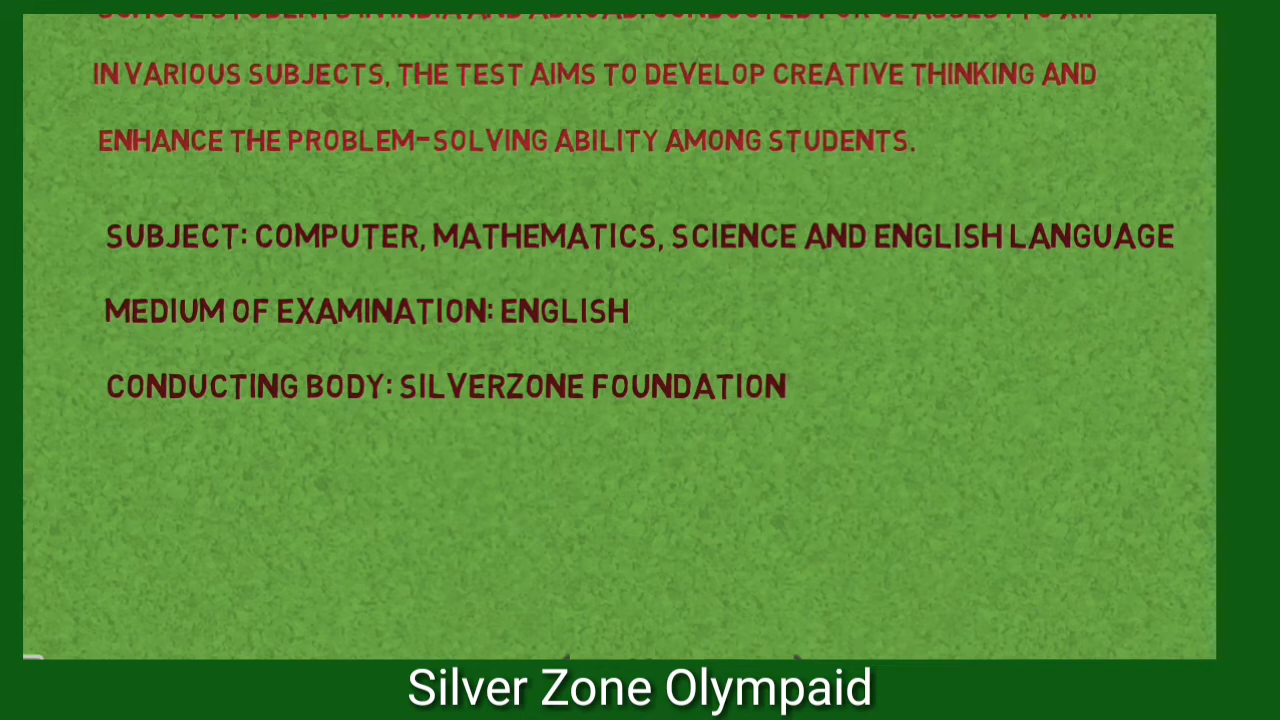 IN VARIOUS SUBJECTS, THE TEST AIMS TO DEVELOP CREATIVE THINKING AND
ENHANCE THE PROBLEM-SOLVING ABILITY AMONG STUDENTS.
SUBJECT: COMPUTER, MATHEMATICS, SCIENCE AND ENGLISH LANGUAGE
MEDIUM OF EXAMINATION: ENGLISH
CONDUCTING BODY: SILVERZONE FOUNDATION
Silver Zone Olympaid